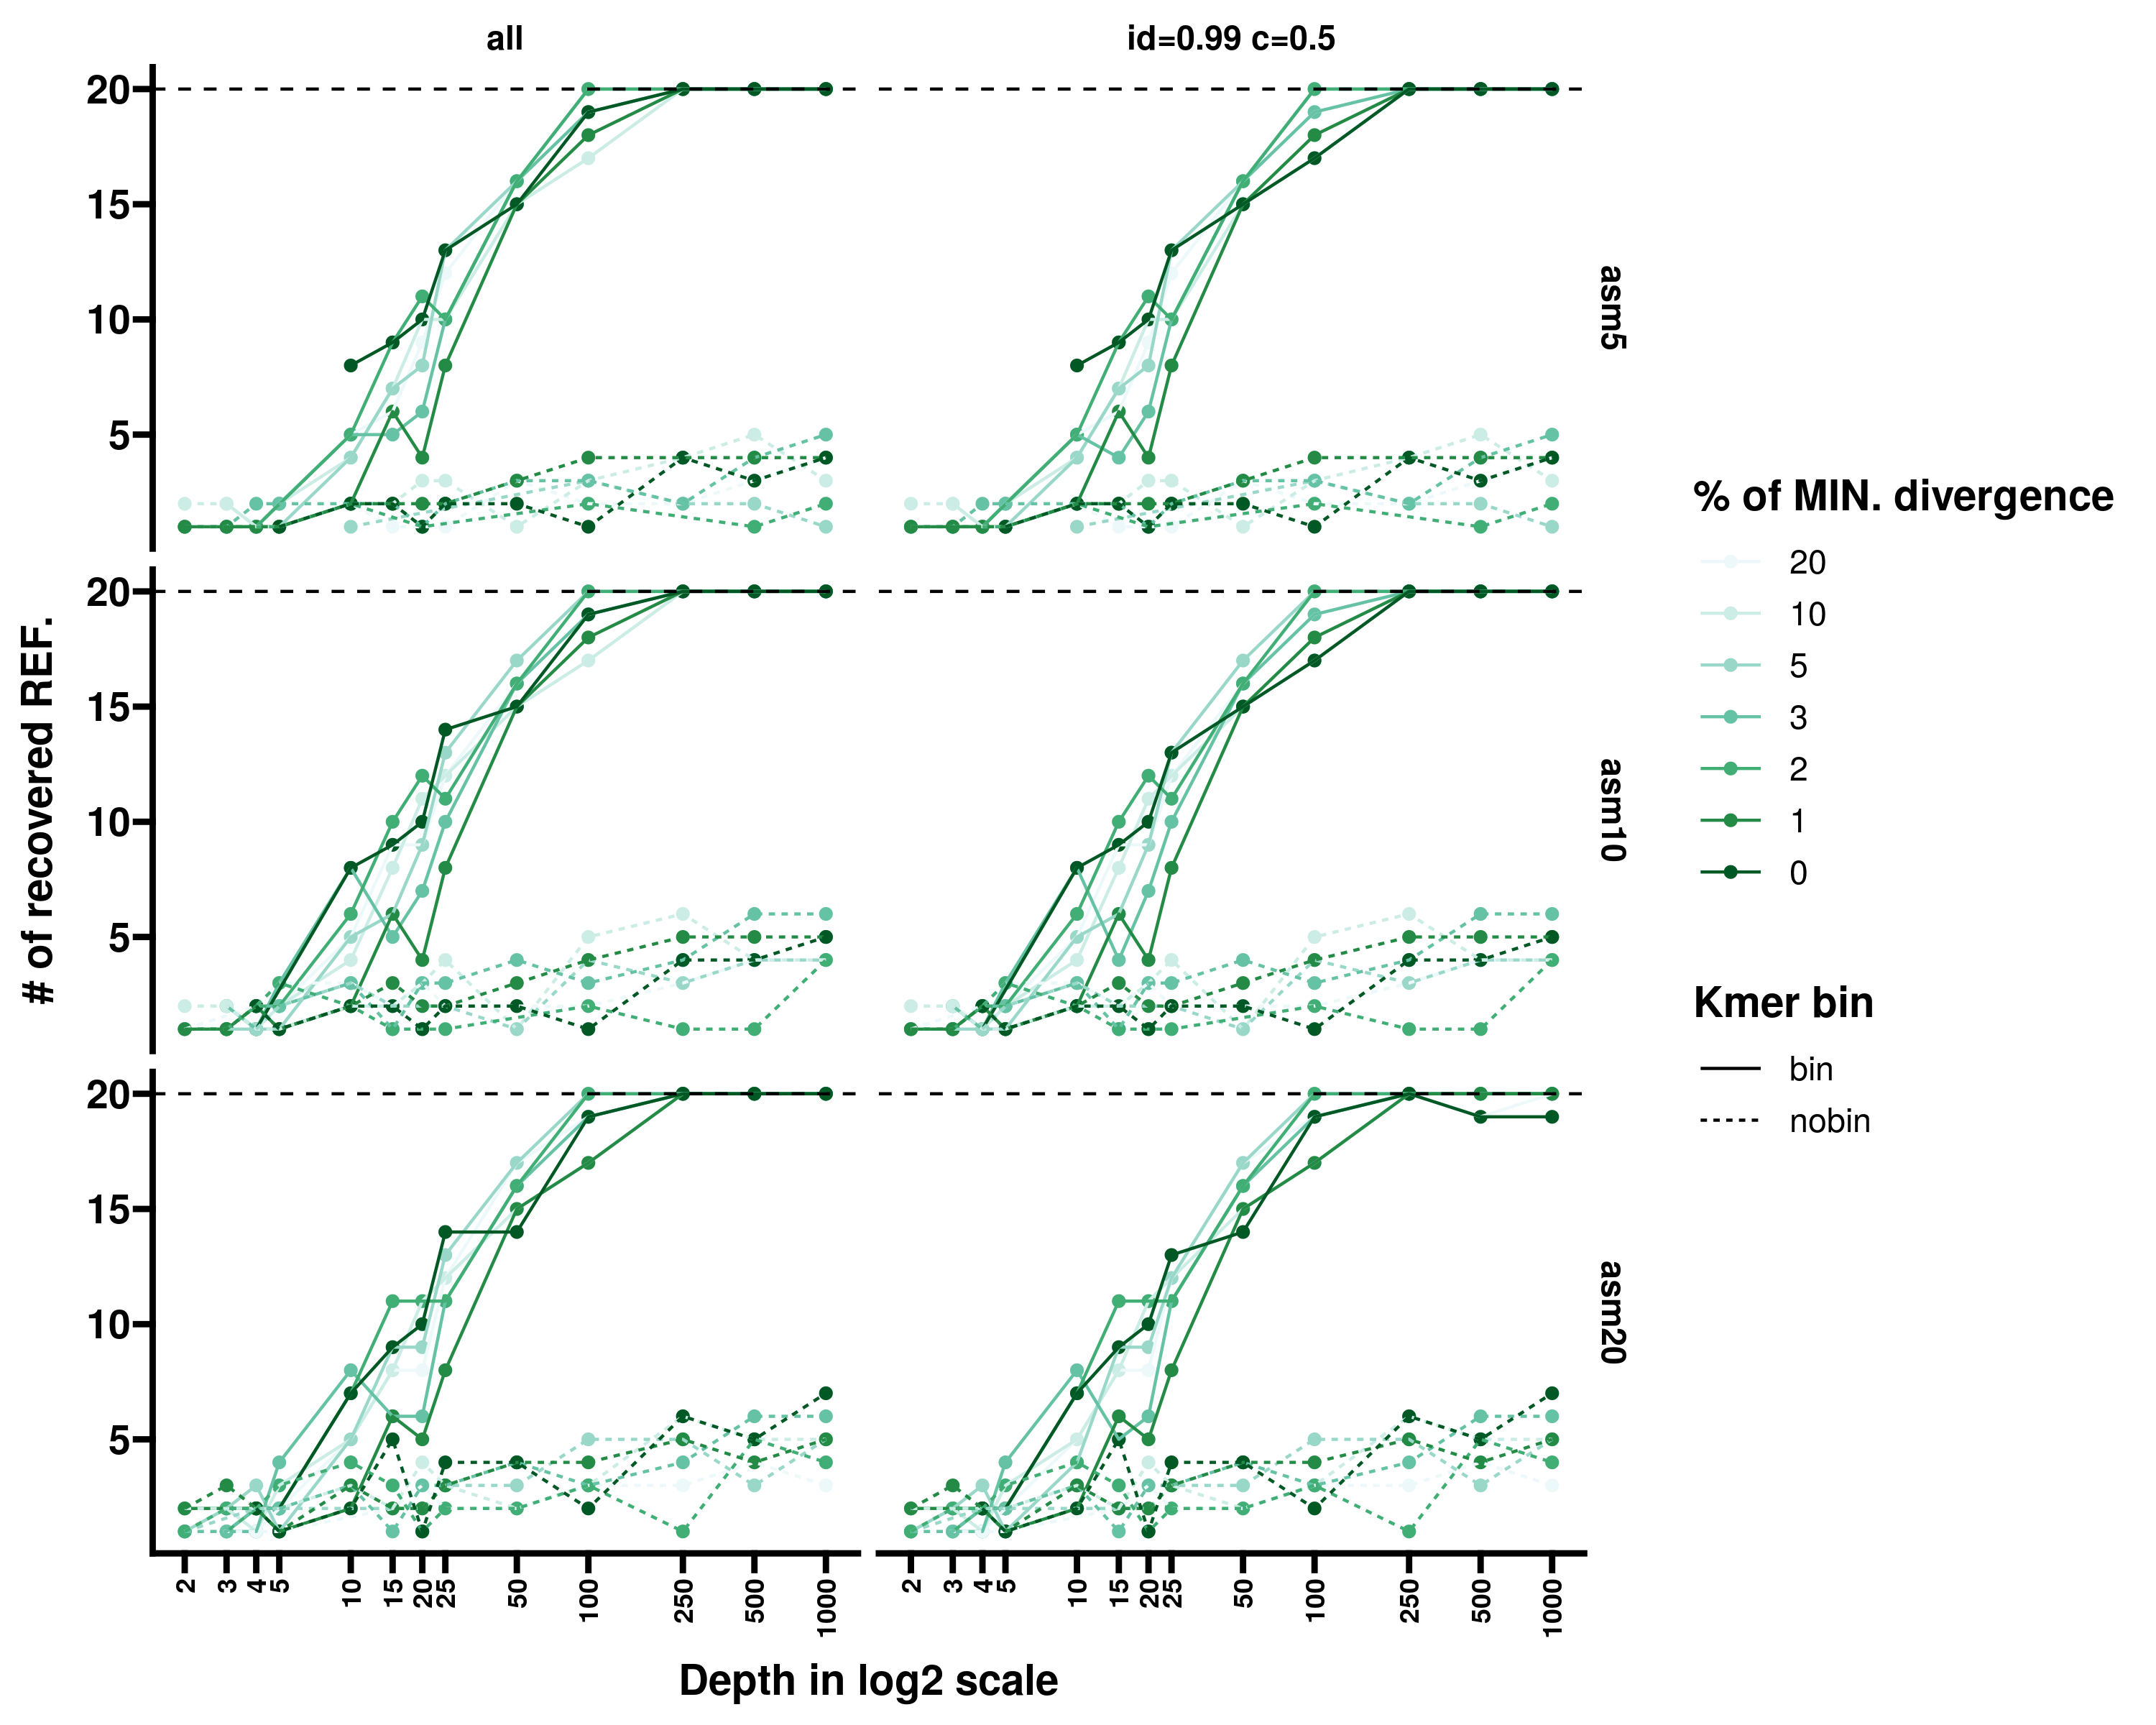 all
id=0.99 c=0.5
20
15
10
5
asm5
20
15
10
5
asm10
20
15
10
5
asm20
# of recovered REF.
2 3 4 5 10 15 20 25 50 100 250 500 1000
2 3 4 5 10 15 20 25 50 100 250 500 1000
Depth in log2 scale
% of MIN. divergence
20
10
5
3
2
1
0
Kmer bin
bin
nobin